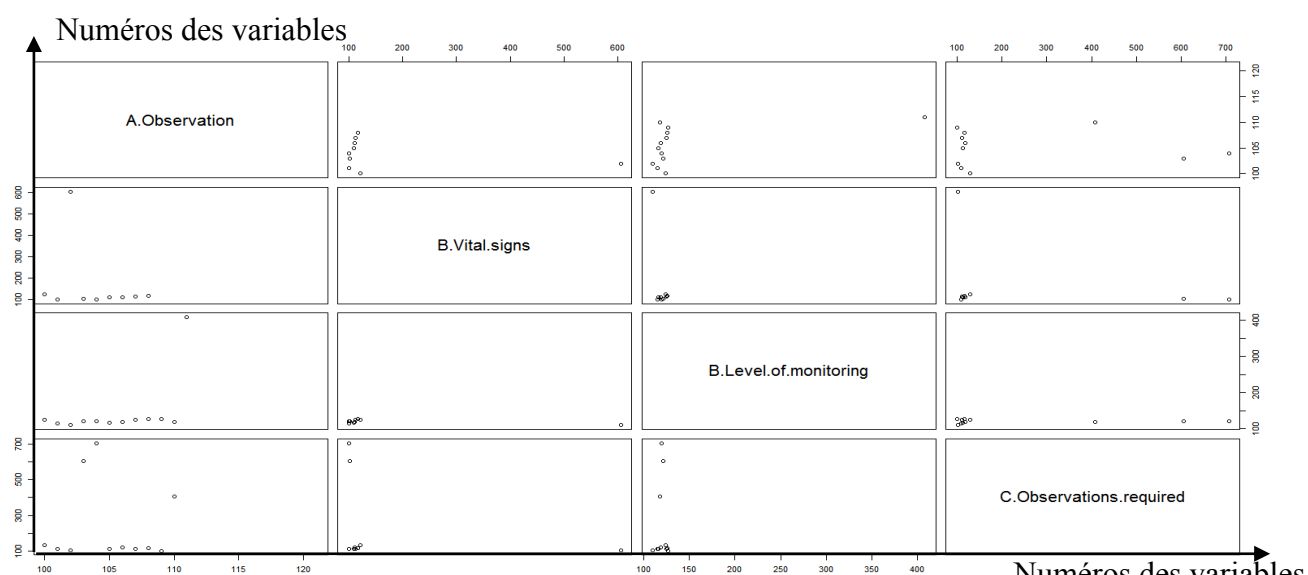 Numéros des variables
100 200 300 400 500 600 100 200 300 400 500 600 700
A.Observation
120
115
110
105
100
600
500
400
300
200
100
B.Vital.signs
B.Level.of.monitoring
400
300
200
100
700
500
300
100
C.Observations.required
100 105 110 115 120 100 150 200 250 300 350 400
Numéros des variables